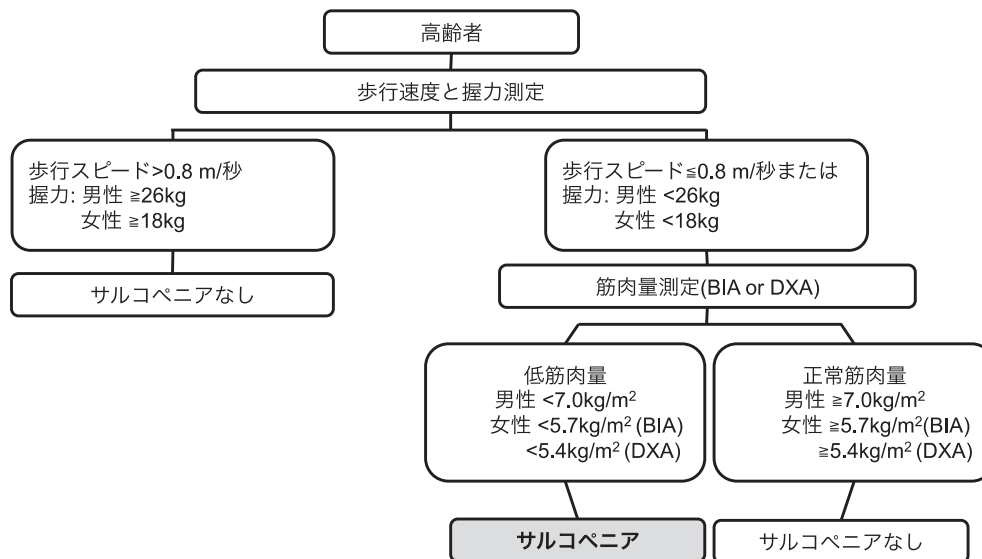 高齢者
歩行速度と握力測定
歩行スピード>0.8 m/秒
握力: 男性 ≧26kg
女性 ≧18kg
歩行スピード≦0.8 m/秒または
握力: 男性 <26kg
女性 <18kg
サルコペニアなし
筋肉量測定(BIA or DXA)
低筋肉量
男性 <7.0kg/m²
女性 <5.7kg/m² (BIA)
<5.4kg/m² (DXA)
正常筋肉量
男性 ≧7.0kg/m²
女性 ≧5.7kg/m²(BIA)
≧5.4kg/m² (DXA)
サルコペニア
サルコペニアなし